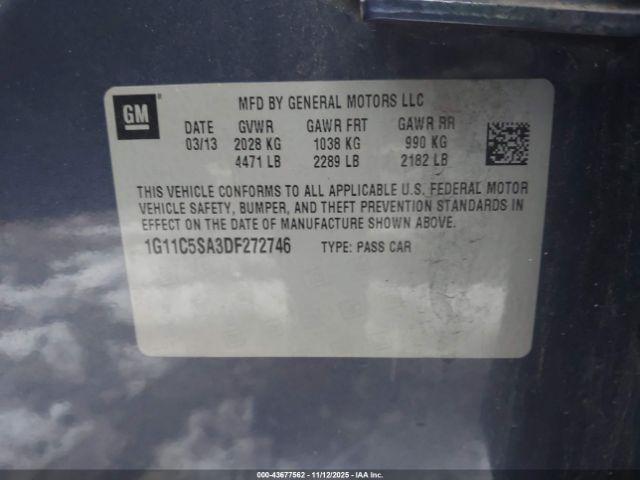 GM
MFD BY GENERAL MOTORS LLC
DATE GVWR GAWR FRT GAWR RR
03/13 2028 KG 1038 KG 990 KG
4471 LB 2289 LB 2182 LB
THIS VEHICLE CONFORMS TO ALL APPLICABLE U.S. FEDERAL MOTOR
VEHICLE SAFETY, BUMPER, AND THEFT PREVENTION STANDARDS IN
EFFECT ON THE DATE OF MANUFACTURE SHOWN ABOVE.
1G11C5SA3DF272746 TYPE: PASS CAR
000-43677562 - 11/12/2025 - IAA Inc.